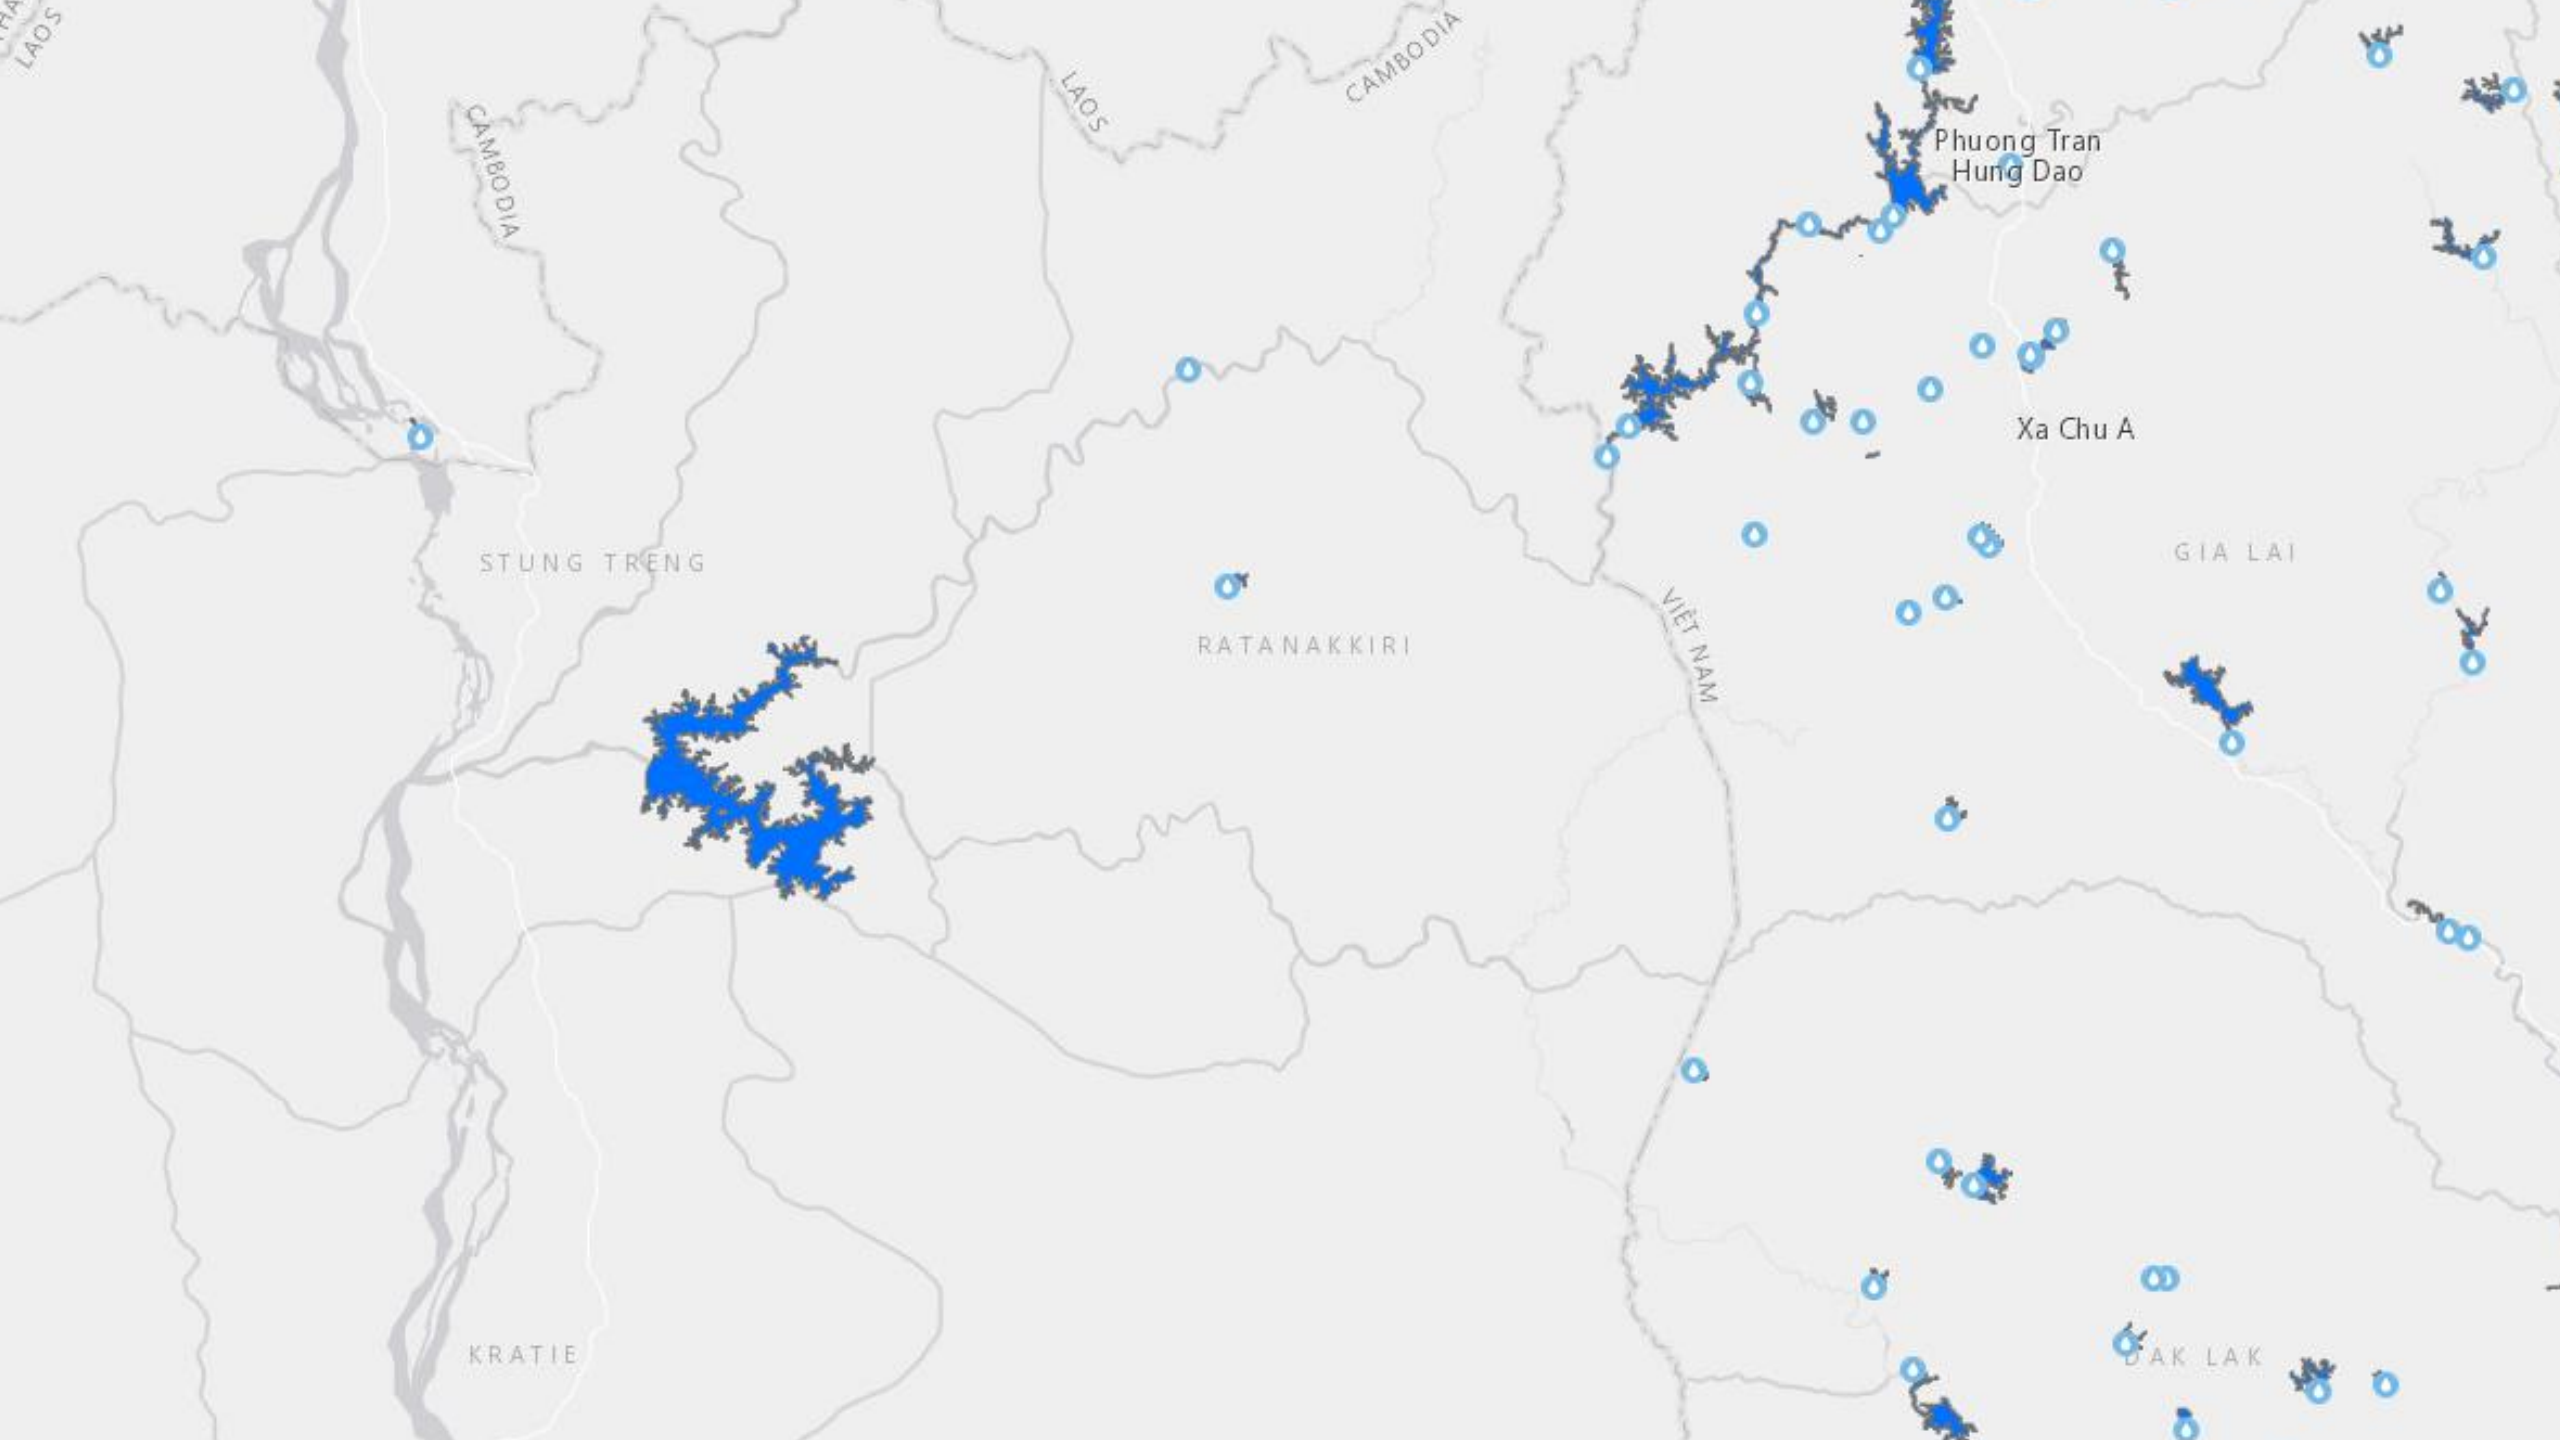 LAOS
CAMBODIA
LAOS
CAMBODIA
Phuong Tran
Hung Dao
Xa Chu A
STUNG TRENG
GIA LAI
RATANAKKIRI
VIỆT NAM
KRATIE
DAK LAK